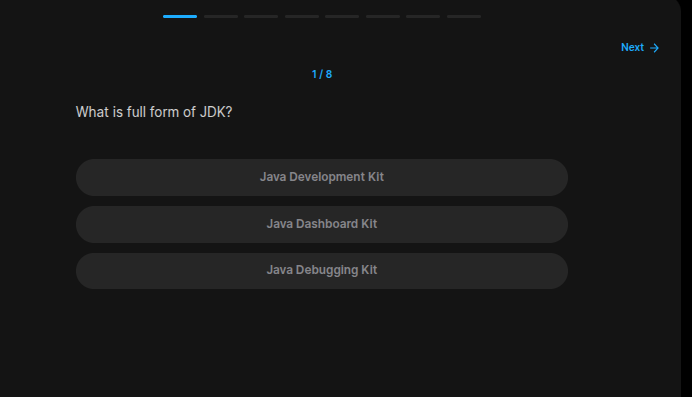 Next
1 / 8
What is full form of JDK?
Java Development Kit
Java Dashboard Kit
Java Debugging Kit